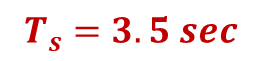 Tₛ = 3.5 sec